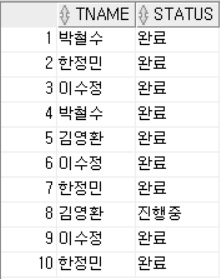 TNAME STATUS
1 박철수 완료
2 한정민 완료
3 이수정 완료
4 박철수 완료
5 김영환 완료
6 이수정 완료
7 한정민 완료
8 김영환 진행중
9 이수정 완료
10 한정민 완료